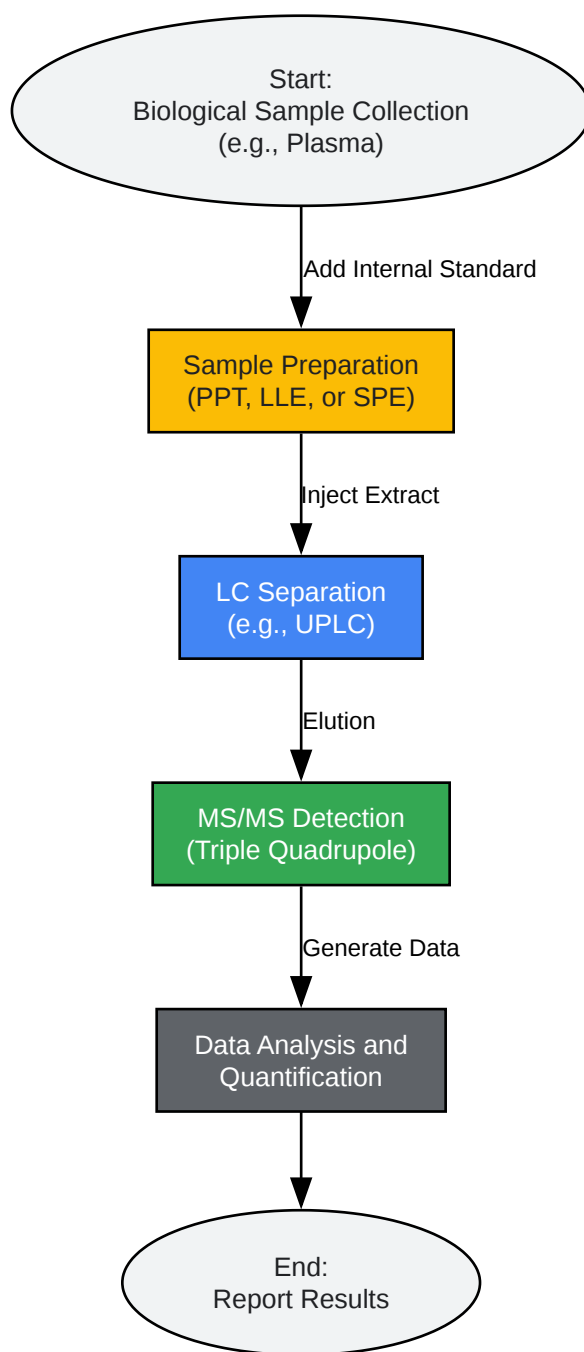 Start:
Biological Sample Collection
(e.g., Plasma)
Add Internal Standard
Sample Preparation
(PPT, LLE, or SPE)
Inject Extract
LC Separation
(e.g., UPLC)
Elution
MS/MS Detection
(Triple Quadrupole)
Generate Data
Data Analysis and
Quantification
End:
Report Results